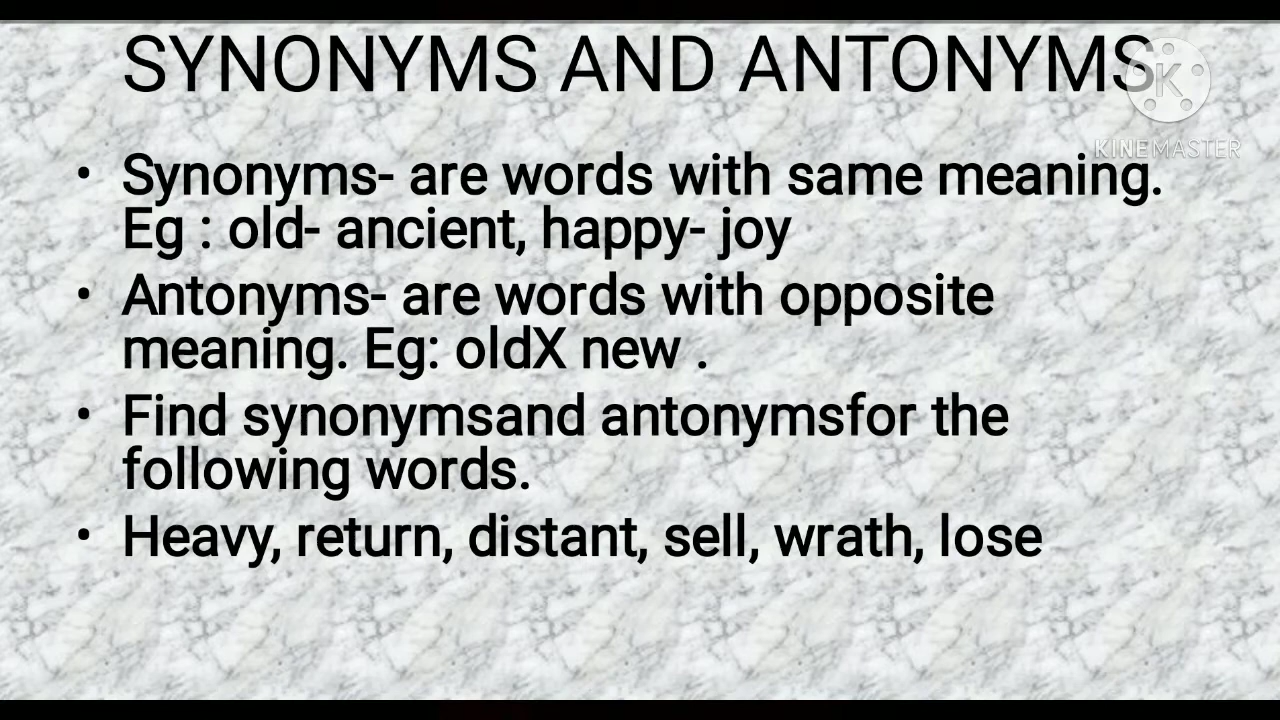 SYNONYMS AND ANTONYMS
KINEMASTER
• Synonyms- are words with same meaning.
Eg : old- ancient, happy- joy
• Antonyms- are words with opposite
meaning. Eg: oldX new .
• Find synonymsand antonymsfor the
following words.
• Heavy, return, distant, sell, wrath, lose